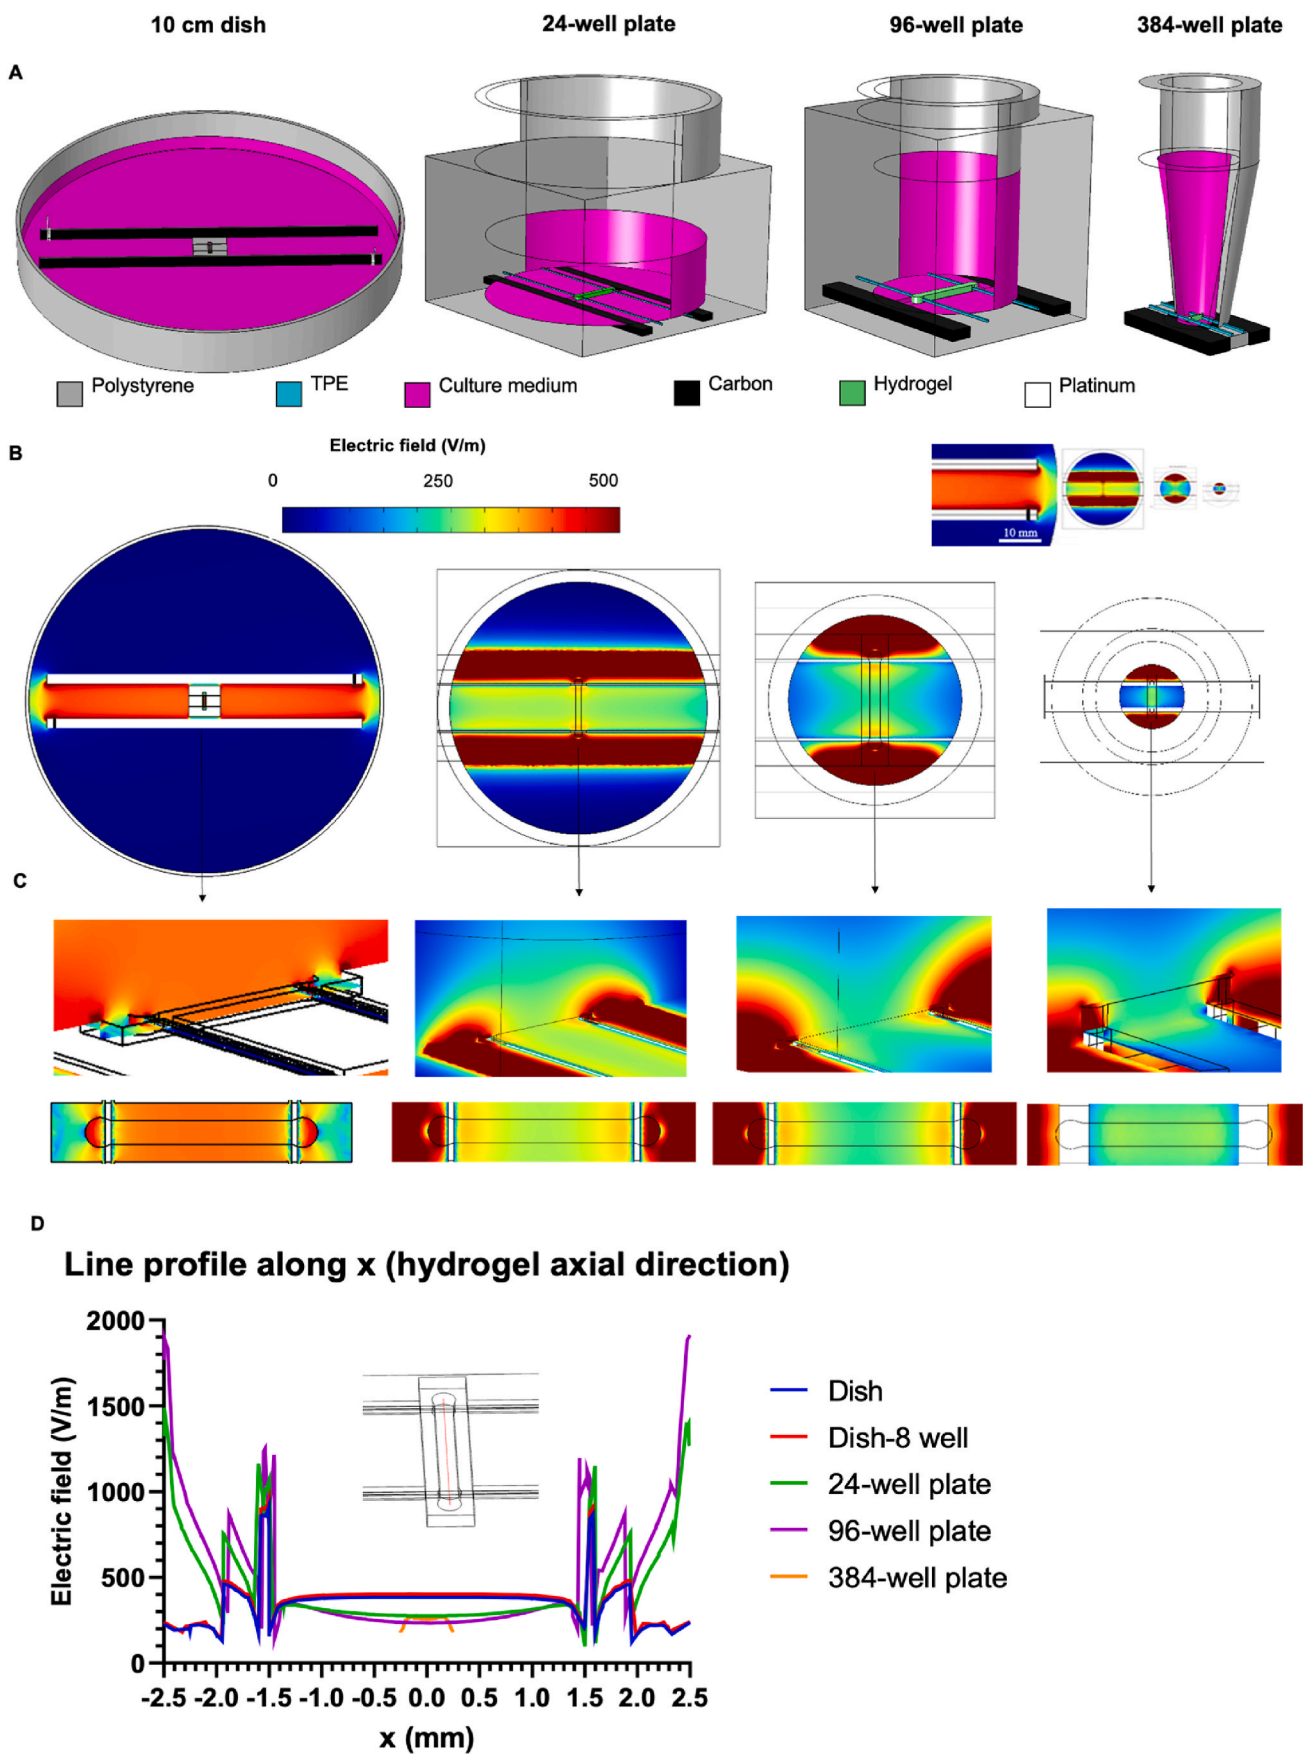 10 cm dish
24-well plate
96-well plate
384-well plate
A
Polystyrene
TPE
Culture medium
Carbon
Hydrogel
Platinum
B
Electric field (V/m)
0
250
500
10 mm
C
D
Line profile along x (hydrogel axial direction)
Electric field (V/m)
2000
1500
1000
500
0
-2.5 -2.0 -1.5 -1.0 -0.5 0.0 0.5 1.0 1.5 2.0 2.5
x (mm)
Dish
Dish-8 well
24-well plate
96-well plate
384-well plate